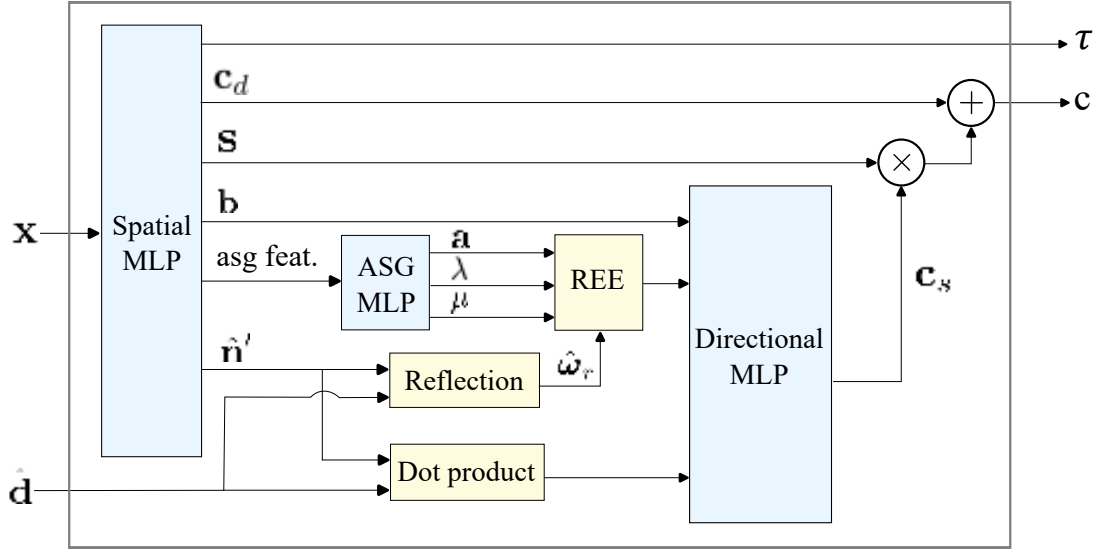 τ
c_d
c
s
b
x
Spatial
MLP
asg feat.
ASG
MLP
a
λ
μ
REE
c_s
n̂′
Reflection
ω̂_r
Directional
MLP
d̂
Dot product